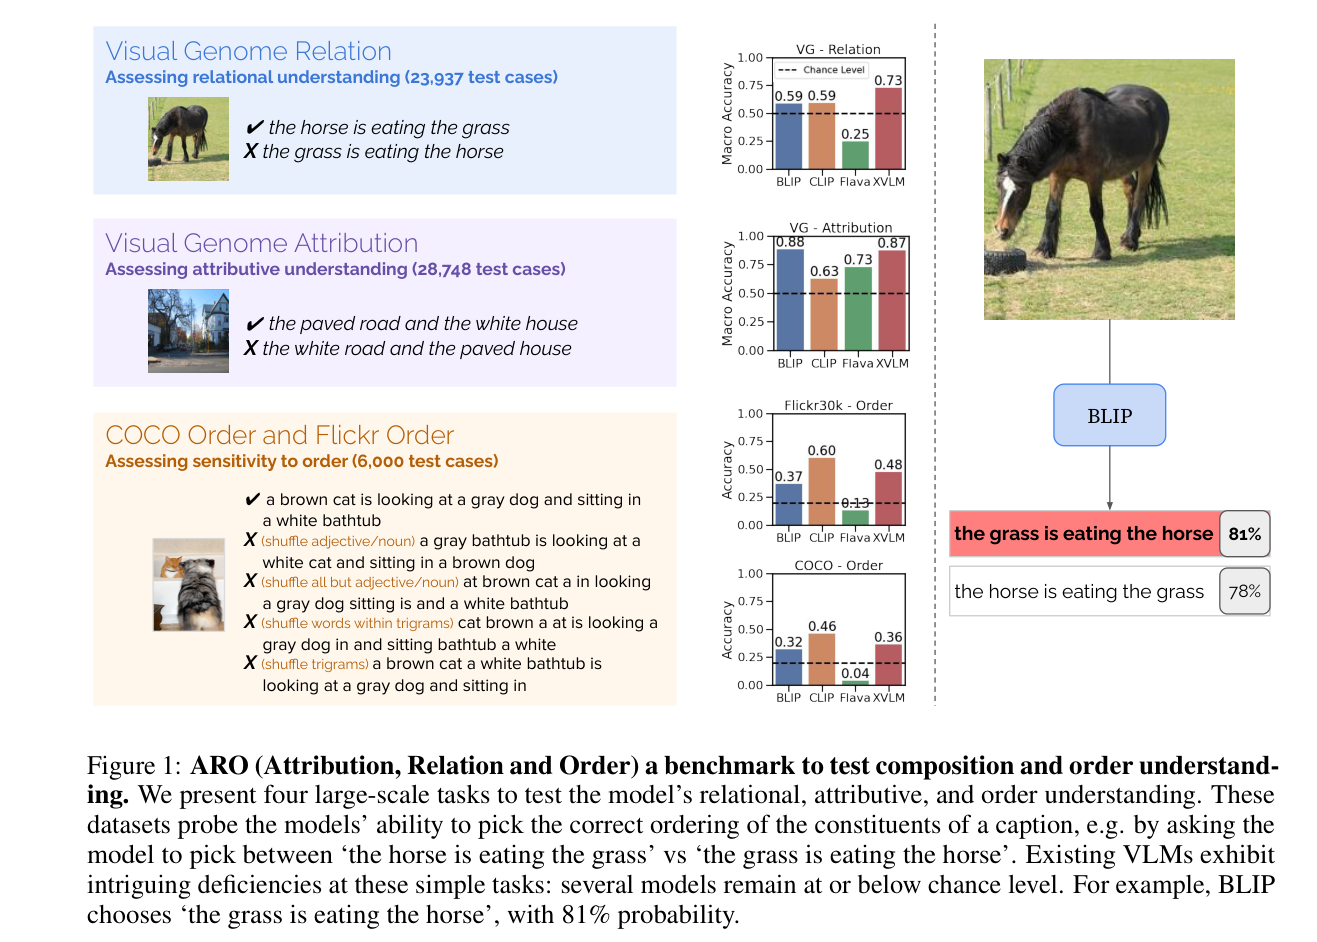 Visual Genome Relation
Assessing relational understanding (23,937 test cases)
✔ the horse is eating the grass
X the grass is eating the horse
Visual Genome Attribution
Assessing attributive understanding (28,748 test cases)
✔ the paved road and the white house
X the white road and the paved house
COCO Order and Flickr Order
Assessing sensitivity to order (6,000 test cases)
✔ a brown cat is looking at a gray dog and sitting in
a white bathtub
X (shuffle adjective/noun) a gray bathtub is looking at a
white cat and sitting in a brown dog
X (shuffle all but adjective/noun) at brown cat a in looking
a gray dog sitting is and a white bathtub
X (shuffle words within trigrams) cat brown a at is looking a
gray dog in and sitting bathtub a white
X (shuffle trigrams) a brown cat a white bathtub is
looking at a gray dog and sitting in
VG - Relation
Macro Accuracy
1.00
0.75
0.50
0.25
0.00
Chance Level
0.59
0.59
0.25
0.73
BLIP CLIP Flava XVLM
VG - Attribution
Macro Accuracy
1.00
0.75
0.50
0.25
0.00
0.88
0.63
0.73
0.87
BLIP CLIP Flava XVLM
Flickr30k - Order
Accuracy
1.00
0.75
0.50
0.25
0.00
0.37
0.60
0.13
0.48
BLIP CLIP Flava XVLM
COCO - Order
Accuracy
1.00
0.75
0.50
0.25
0.00
0.32
0.46
0.04
0.36
BLIP CLIP Flava XVLM
BLIP
the grass is eating the horse 81%
the horse is eating the grass 78%
Figure 1: ARO (Attribution, Relation and Order) a benchmark to test composition and order understand-
ing. We present four large-scale tasks to test the model's relational, attributive, and order understanding. These
datasets probe the models' ability to pick the correct ordering of the constituents of a caption, e.g. by asking the
model to pick between ‘the horse is eating the grass’ vs ‘the grass is eating the horse’. Existing VLMs exhibit
intriguing deficiencies at these simple tasks: several models remain at or below chance level. For example, BLIP
chooses ‘the grass is eating the horse’, with 81% probability.